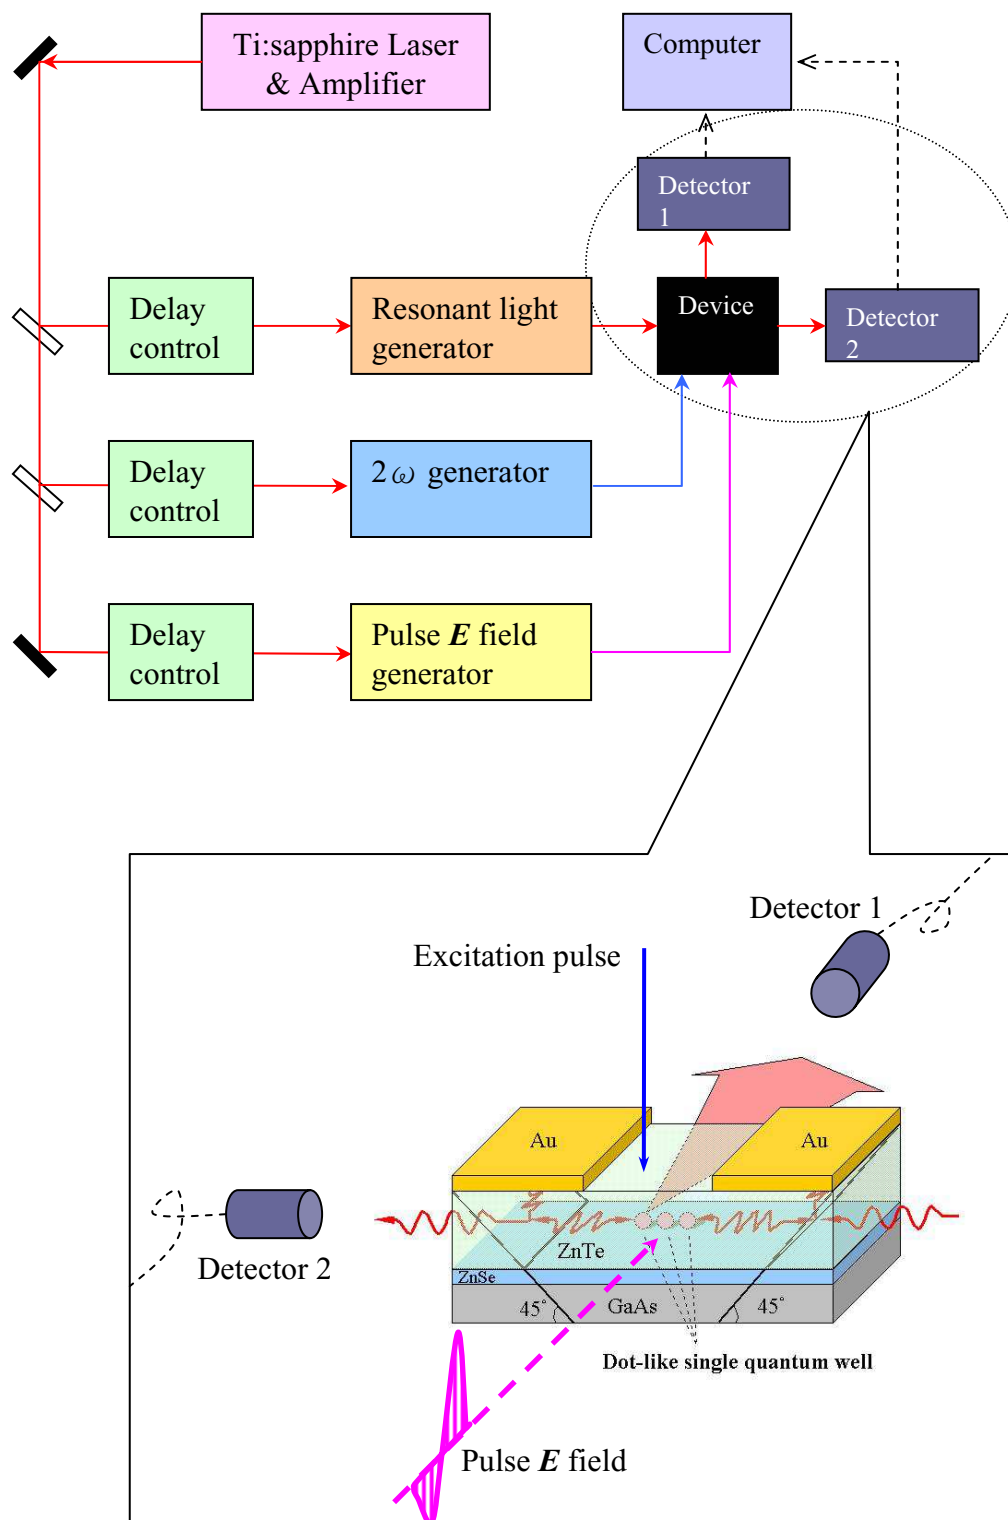 Ti:sapphire Laser
& Amplifier
Computer
Detector
1
Delay
control
Resonant light
generator
Device
Detector
2
Delay
control
2ω generator
Delay
control
Pulse E field
generator
Detector 1
Excitation pulse
Au
Au
Detector 2
ZnTe
ZnSe
GaAs
45°
45°
Dot-like single quantum well
Pulse E field